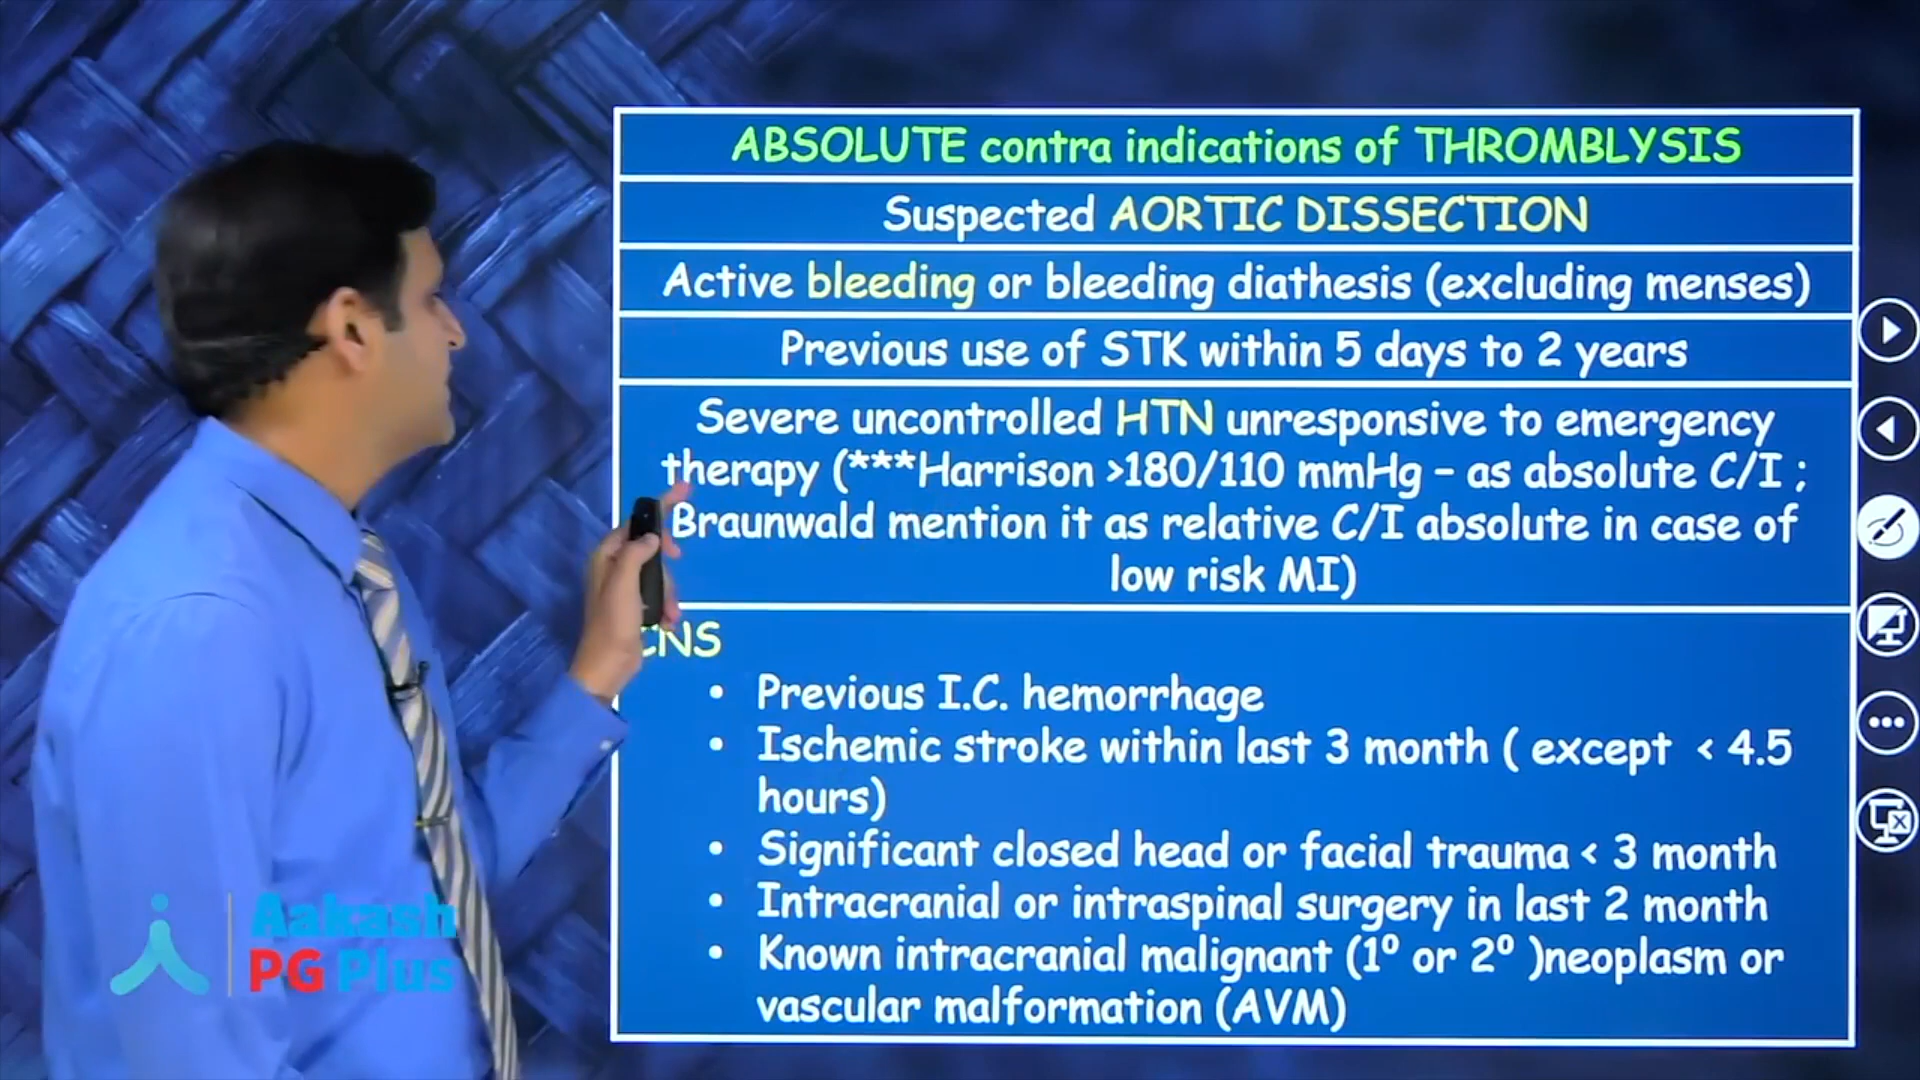 ABSOLUTE contra indications of THROMBLYSIS
Suspected AORTIC DISSECTION
Active bleeding or bleeding diathesis (excluding menses)
Previous use of STK within 5 days to 2 years
Severe uncontrolled HTN unresponsive to emergency
therapy (***Harrison >180/110 mmHg – as absolute C/I ;
Braunwald mention it as relative C/I absolute in case of
low risk MI)
CNS
• Previous I.C. hemorrhage
• Ischemic stroke within last 3 month ( except < 4.5
hours)
• Significant closed head or facial trauma < 3 month
• Intracranial or intraspinal surgery in last 2 month
• Known intracranial malignant (1⁰ or 2⁰ )neoplasm or
vascular malformation (AVM)
Aakash
PG Plus